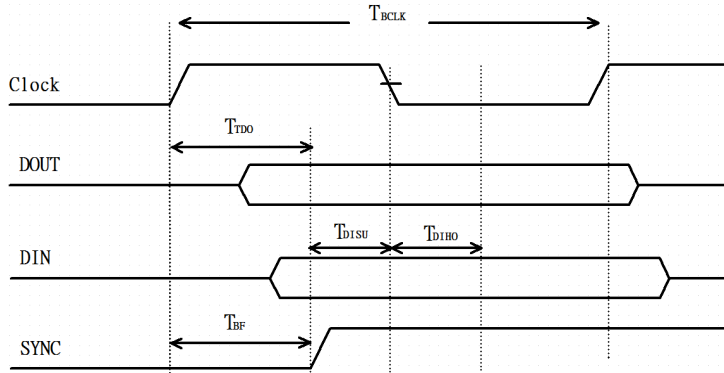 TBCLK
Clock
TTDO
DOUT
TDISU
TDIHO
DIN
TBF
SYNC